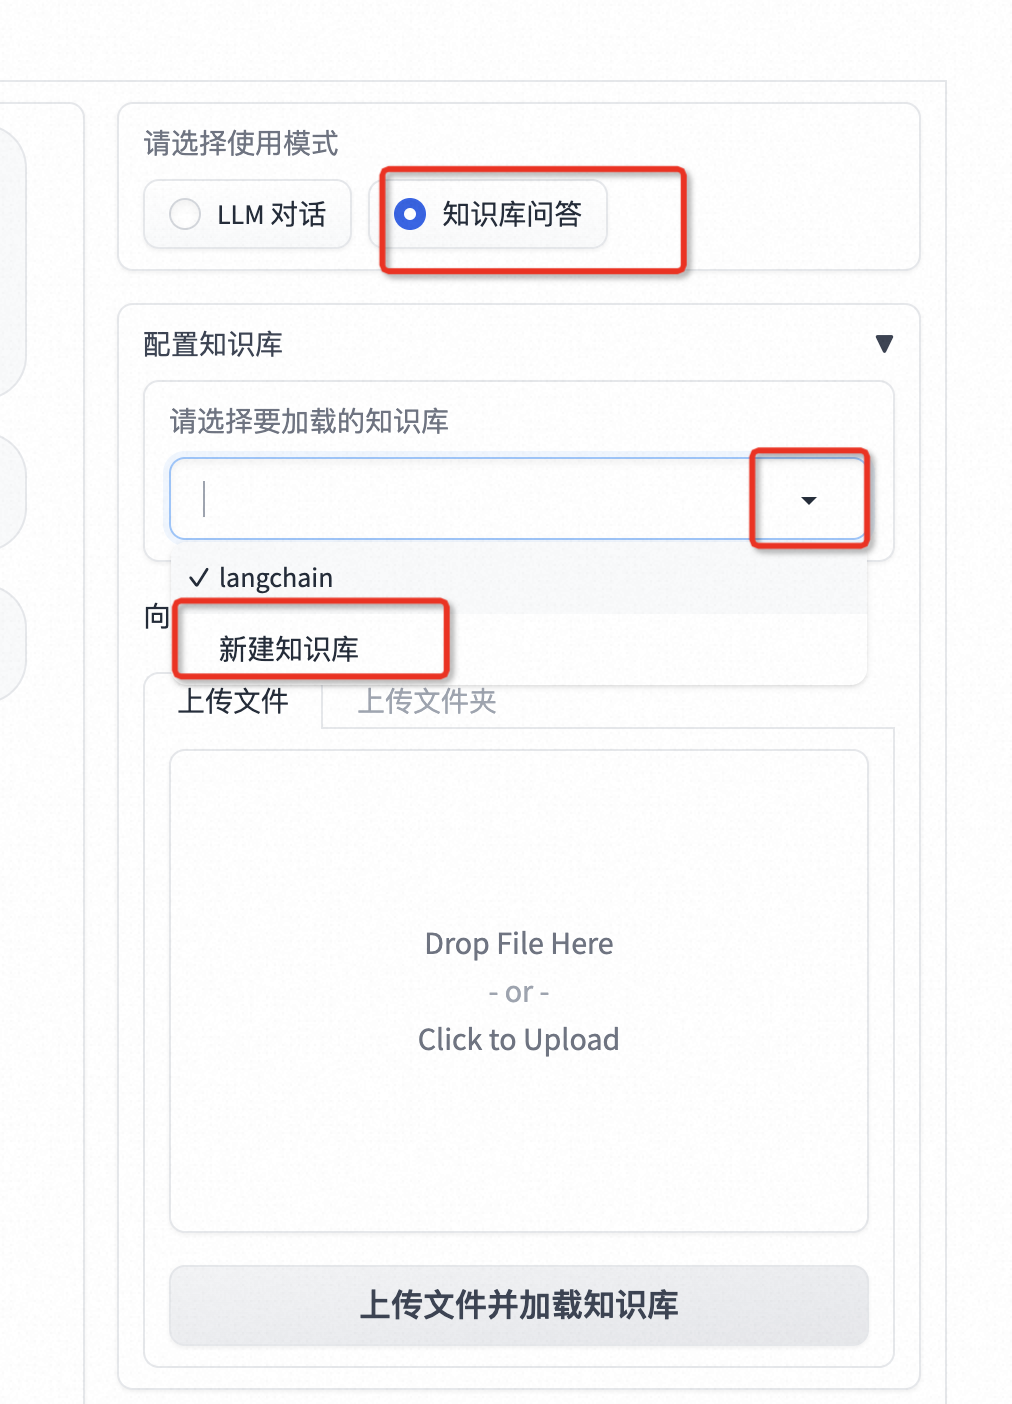 请选择使用模式
LLM 对话
知识库问答
配置知识库
请选择要加载的知识库
langchain
向
新建知识库
上传文件
上传文件夹
Drop File Here
- or -
Click to Upload
上传文件并加载知识库